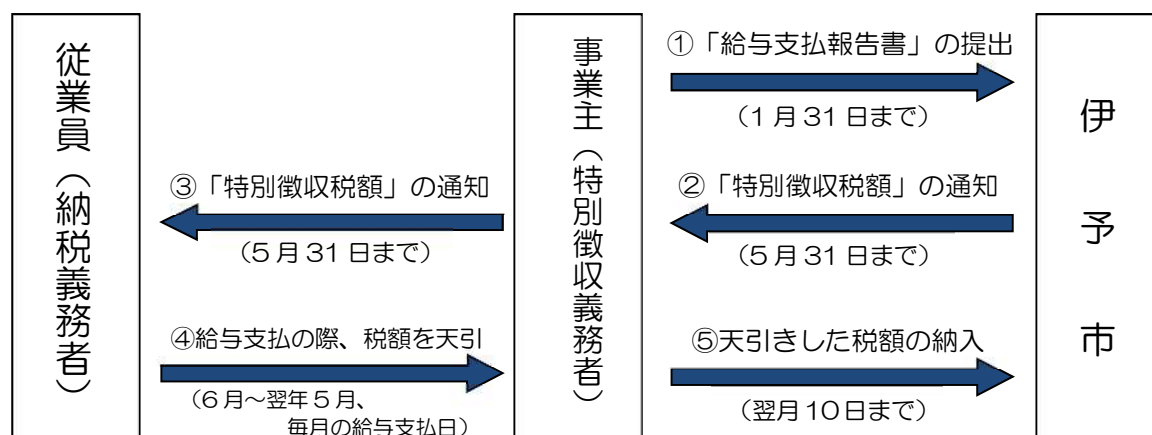 従業員（納税義務者）
事業主（特別徴収義務者）
伊予市
①「給与支払報告書」の提出
（1月31日まで）
②「特別徴収税額」の通知
（5月31日まで）
③「特別徴収税額」の通知
（5月31日まで）
④給与支払の際、税額を天引
（6月～翌年5月、
毎月の給与支払日）
⑤天引きした税額の納入
（翌月10日まで）